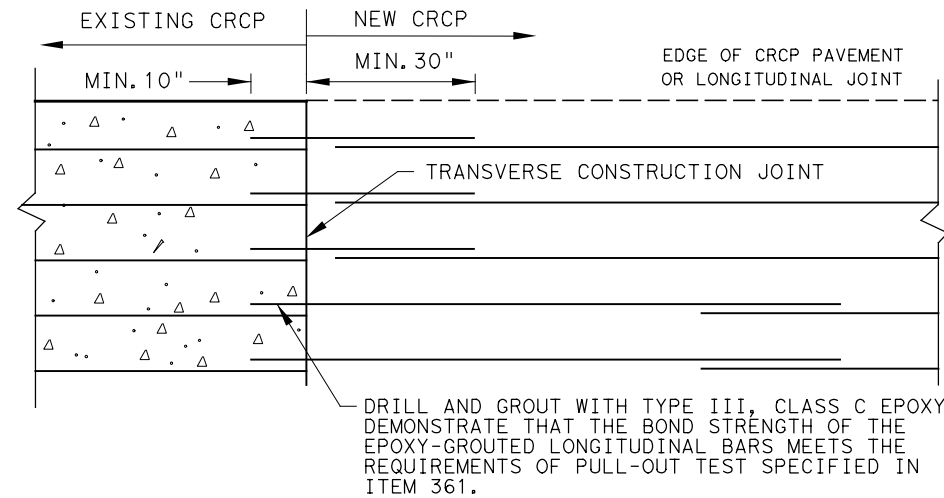 EXISTING CRCP
NEW CRCP
MIN. 10"
MIN. 30"
EDGE OF CRCP PAVEMENT
OR LONGITUDINAL JOINT
TRANSVERSE CONSTRUCTION JOINT
DRILL AND GROUT WITH TYPE III, CLASS C EPOXY
DEMONSTRATE THAT THE BOND STRENGTH OF THE
EPOXY-GROUTED LONGITUDINAL BARS MEETS THE
REQUIREMENTS OF PULL-OUT TEST SPECIFIED IN
ITEM 361.